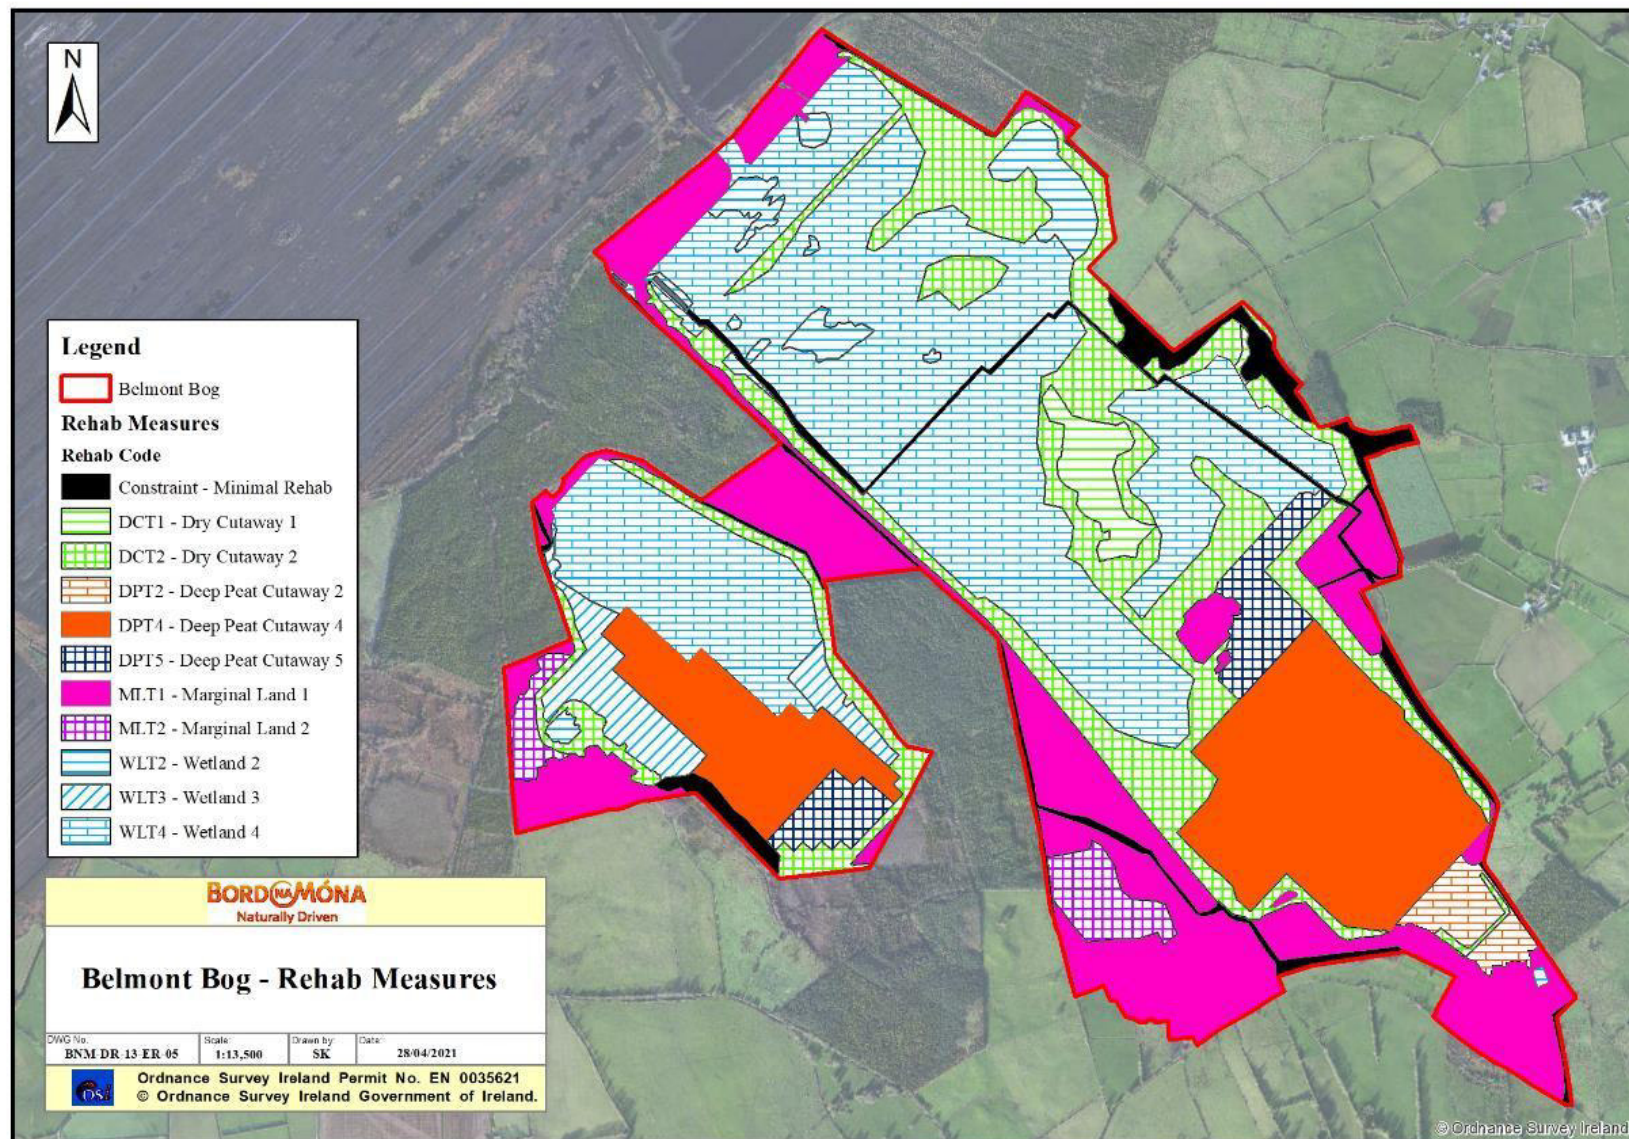 N
Legend
Belmont Bog
Rehab Measures
Rehab Code
Constraint - Minimal Rehab
DCT1 - Dry Cutaway 1
DCT2 - Dry Cutaway 2
DPT2 - Deep Peat Cutaway 2
DPT4 - Deep Peat Cutaway 4
DPT5 - Deep Peat Cutaway 5
MLT1 - Marginal Land 1
MLT2 - Marginal Land 2
WLT2 - Wetland 2
WLT3 - Wetland 3
WLT4 - Wetland 4
BORD NA MÓNA
Naturally Driven
Belmont Bog - Rehab Measures
DWG No. Scale: Drawn by: Date:
BNM-DR-13-ER-05 1:13,500 SK 28/04/2021
OSi Ordnance Survey Ireland Permit No. EN 0035621
© Ordnance Survey Ireland Government of Ireland.
© Ordnance Survey Ireland